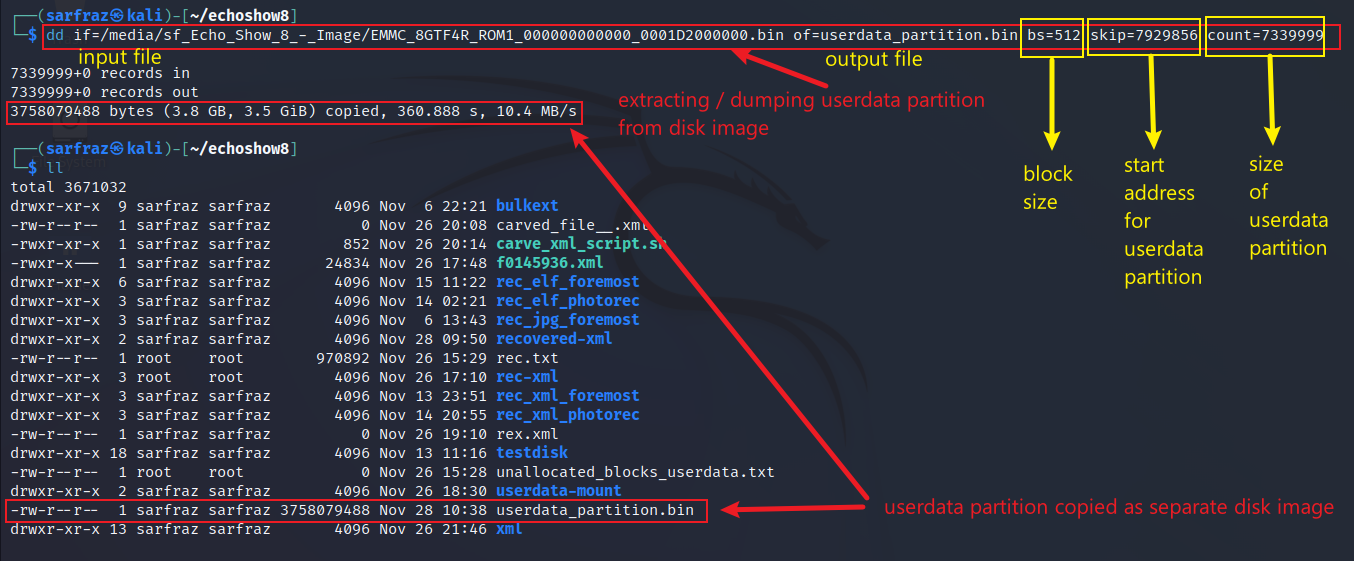 ┌──(sarfraz㉿kali)-[~/echoshow8]
└─$ dd if=/media/sf_Echo_Show_8_-_Image/EMMC_8GTF4R_ROM1_000000000000_0001D2000000.bin of=userdata_partition.bin bs=512 skip=7929856 count=7339999
input file
output file
7339999+0 records in
7339999+0 records out
3758079488 bytes (3.8 GB, 3.5 GiB) copied, 360.888 s, 10.4 MB/s
extracting / dumping userdata partition
from disk image
block
size
start
address
for
userdata
partition
size
of
userdata
partition
┌──(sarfraz㉿kali)-[~/echoshow8]
└─$ ll
total 3671032
drwxr-xr-x  9 sarfraz sarfraz       4096 Nov  6 22:21 bulkext
-rw-r--r--  1 sarfraz sarfraz          0 Nov 26 20:08 carved_file__.xml
-rwxr-xr-x  1 sarfraz sarfraz        852 Nov 26 20:14 carve_xml_script.sh
-rwxr-x---  1 sarfraz sarfraz      24834 Nov 26 17:48 f0145936.xml
drwxr-xr-x  6 sarfraz sarfraz       4096 Nov 15 11:22 rec_elf_foremost
drwxr-xr-x  3 sarfraz sarfraz       4096 Nov 14 02:21 rec_elf_photorec
drwxr-xr-x  3 sarfraz sarfraz       4096 Nov  6 13:43 rec_jpg_foremost
drwxr-xr-x  2 sarfraz sarfraz       4096 Nov 28 09:50 recovered-xml
-rw-r--r--  1 root    root        970892 Nov 26 15:29 rec.txt
drwxr-xr-x  3 root    root          4096 Nov 26 17:10 rec-xml
drwxr-xr-x  3 sarfraz sarfraz       4096 Nov 13 23:51 rec_xml_foremost
drwxr-xr-x  3 sarfraz sarfraz       4096 Nov 14 20:55 rec_xml_photorec
-rw-r--r--  1 sarfraz sarfraz          0 Nov 26 19:10 rex.xml
drwxr-xr-x 18 sarfraz sarfraz       4096 Nov 13 11:16 testdisk
-rw-r--r--  1 root    root             0 Nov 26 15:28 unallocated_blocks_userdata.txt
drwxr-xr-x  2 sarfraz sarfraz       4096 Nov 26 18:30 userdata-mount
-rw-r--r--  1 sarfraz sarfraz 3758079488 Nov 28 10:38 userdata_partition.bin
userdata partition copied as separate disk image
drwxr-xr-x 13 sarfraz sarfraz       4096 Nov 26 21:46 xml